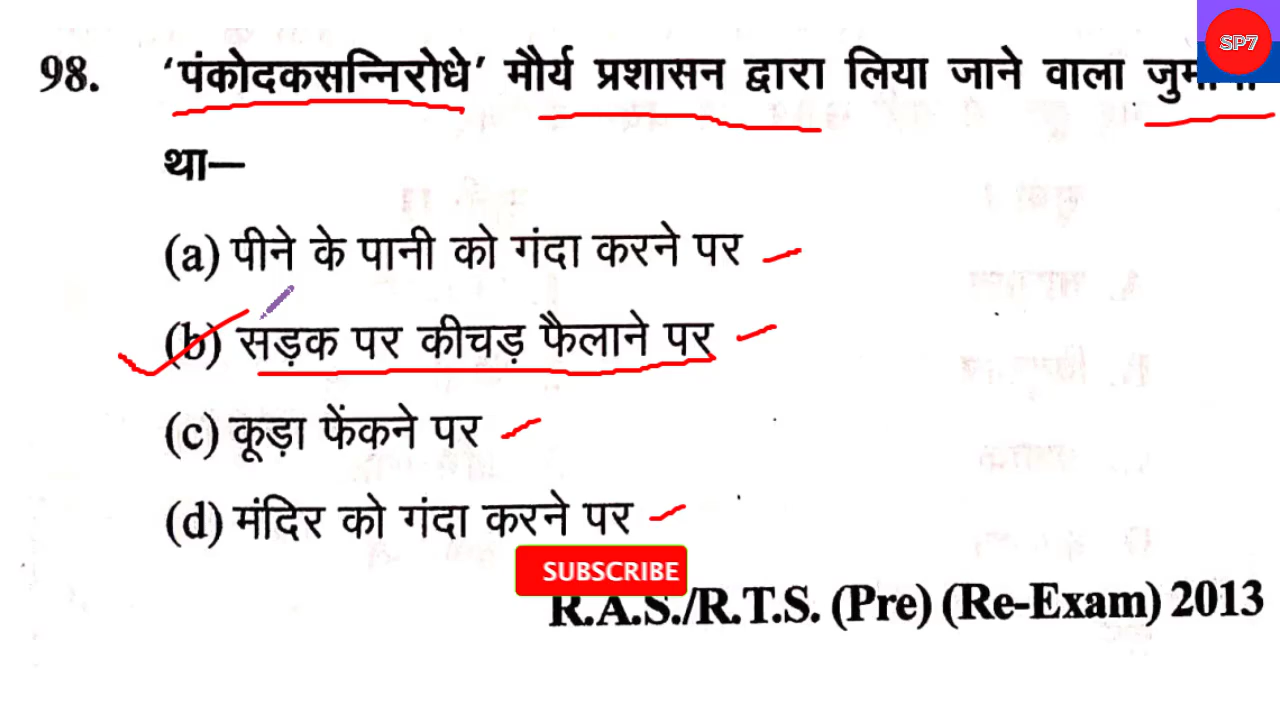 SP7
98. ‘पंकोदकसन्निरोधे’ मौर्य प्रशासन द्वारा लिया जाने वाला
था—
(a) पीने के पानी को गंदा करने पर
(b) सड़क पर कीचड़ फैलाने पर
(c) कूड़ा फेंकने पर
(d) मंदिर को गंदा करने पर
SUBSCRIBE
R.A.S./R.T.S. (Pre) (Re-Exam) 2013